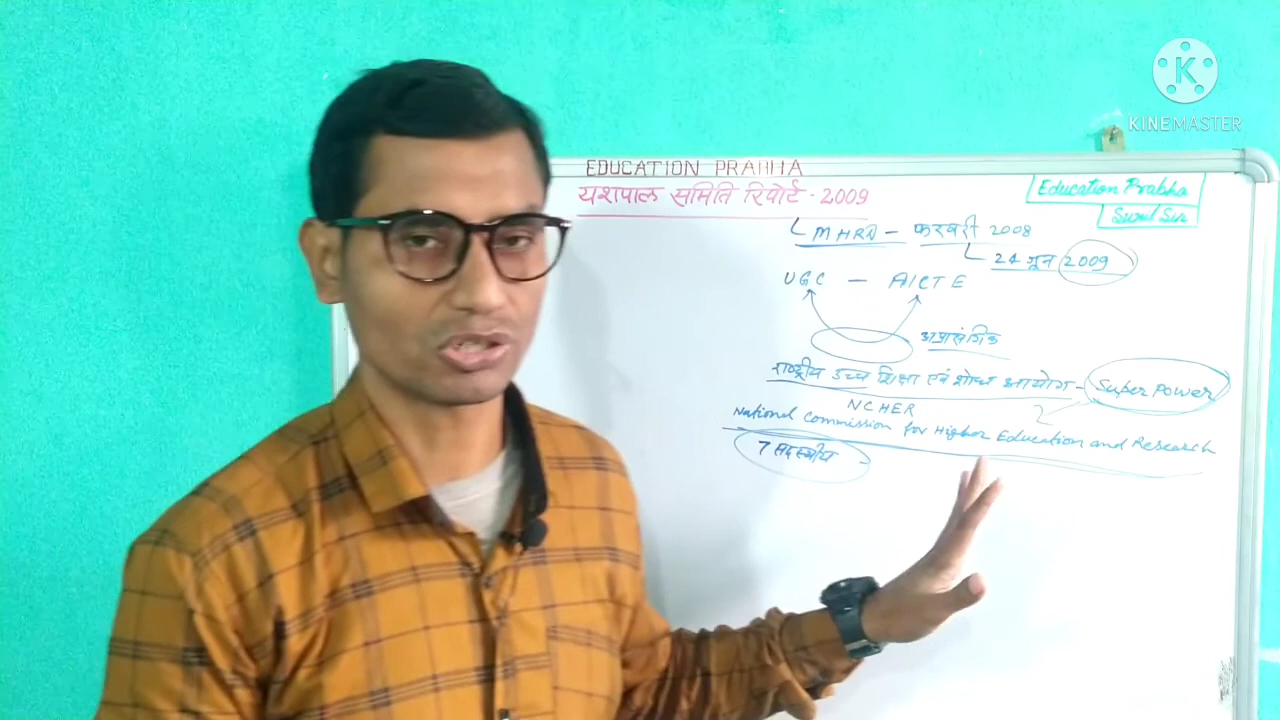 KINEMASTER
EDUCATION PRABHA
यशपाल समिति रिपोर्ट - 2009
Education Prabha
Sunil Sir
MHRD - फरवरी 2008
24 जून 2009
UGC - AICTE
अप्रासंगिक
राष्ट्रीय उच्च शिक्षा एवं शोध आयोग - Super Power
NCHER
National Commission for Higher Education and Research
7 सदस्यीय -